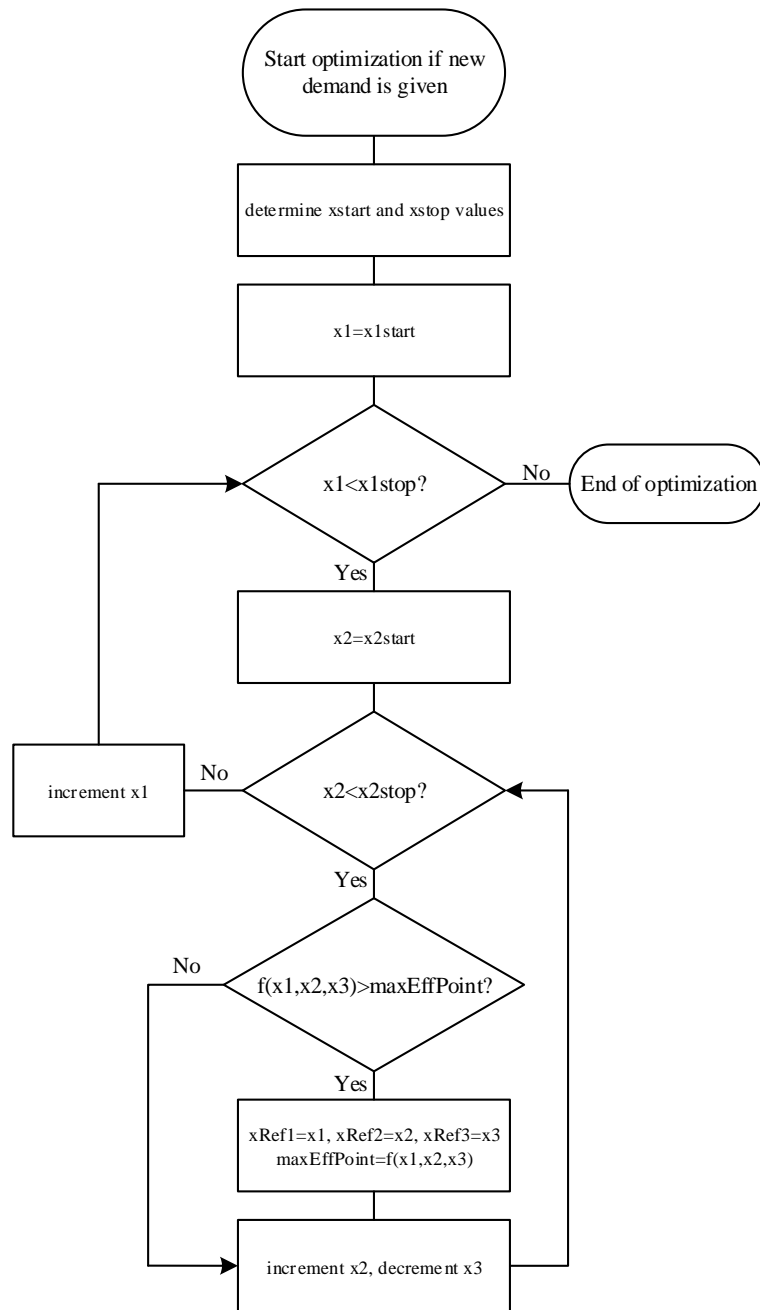 Start optimization if new
demand is given
determine xstart and xstop values
x1=x1start
x1<x1stop?
No
End of optimization
Yes
x2=x2start
No
increment x1
x2<x2stop?
Yes
No
f(x1,x2,x3)>maxEffPoint?
Yes
xRef1=x1, xRef2=x2, xRef3=x3
maxEffPoint=f(x1,x2,x3)
increment x2, decrement x3